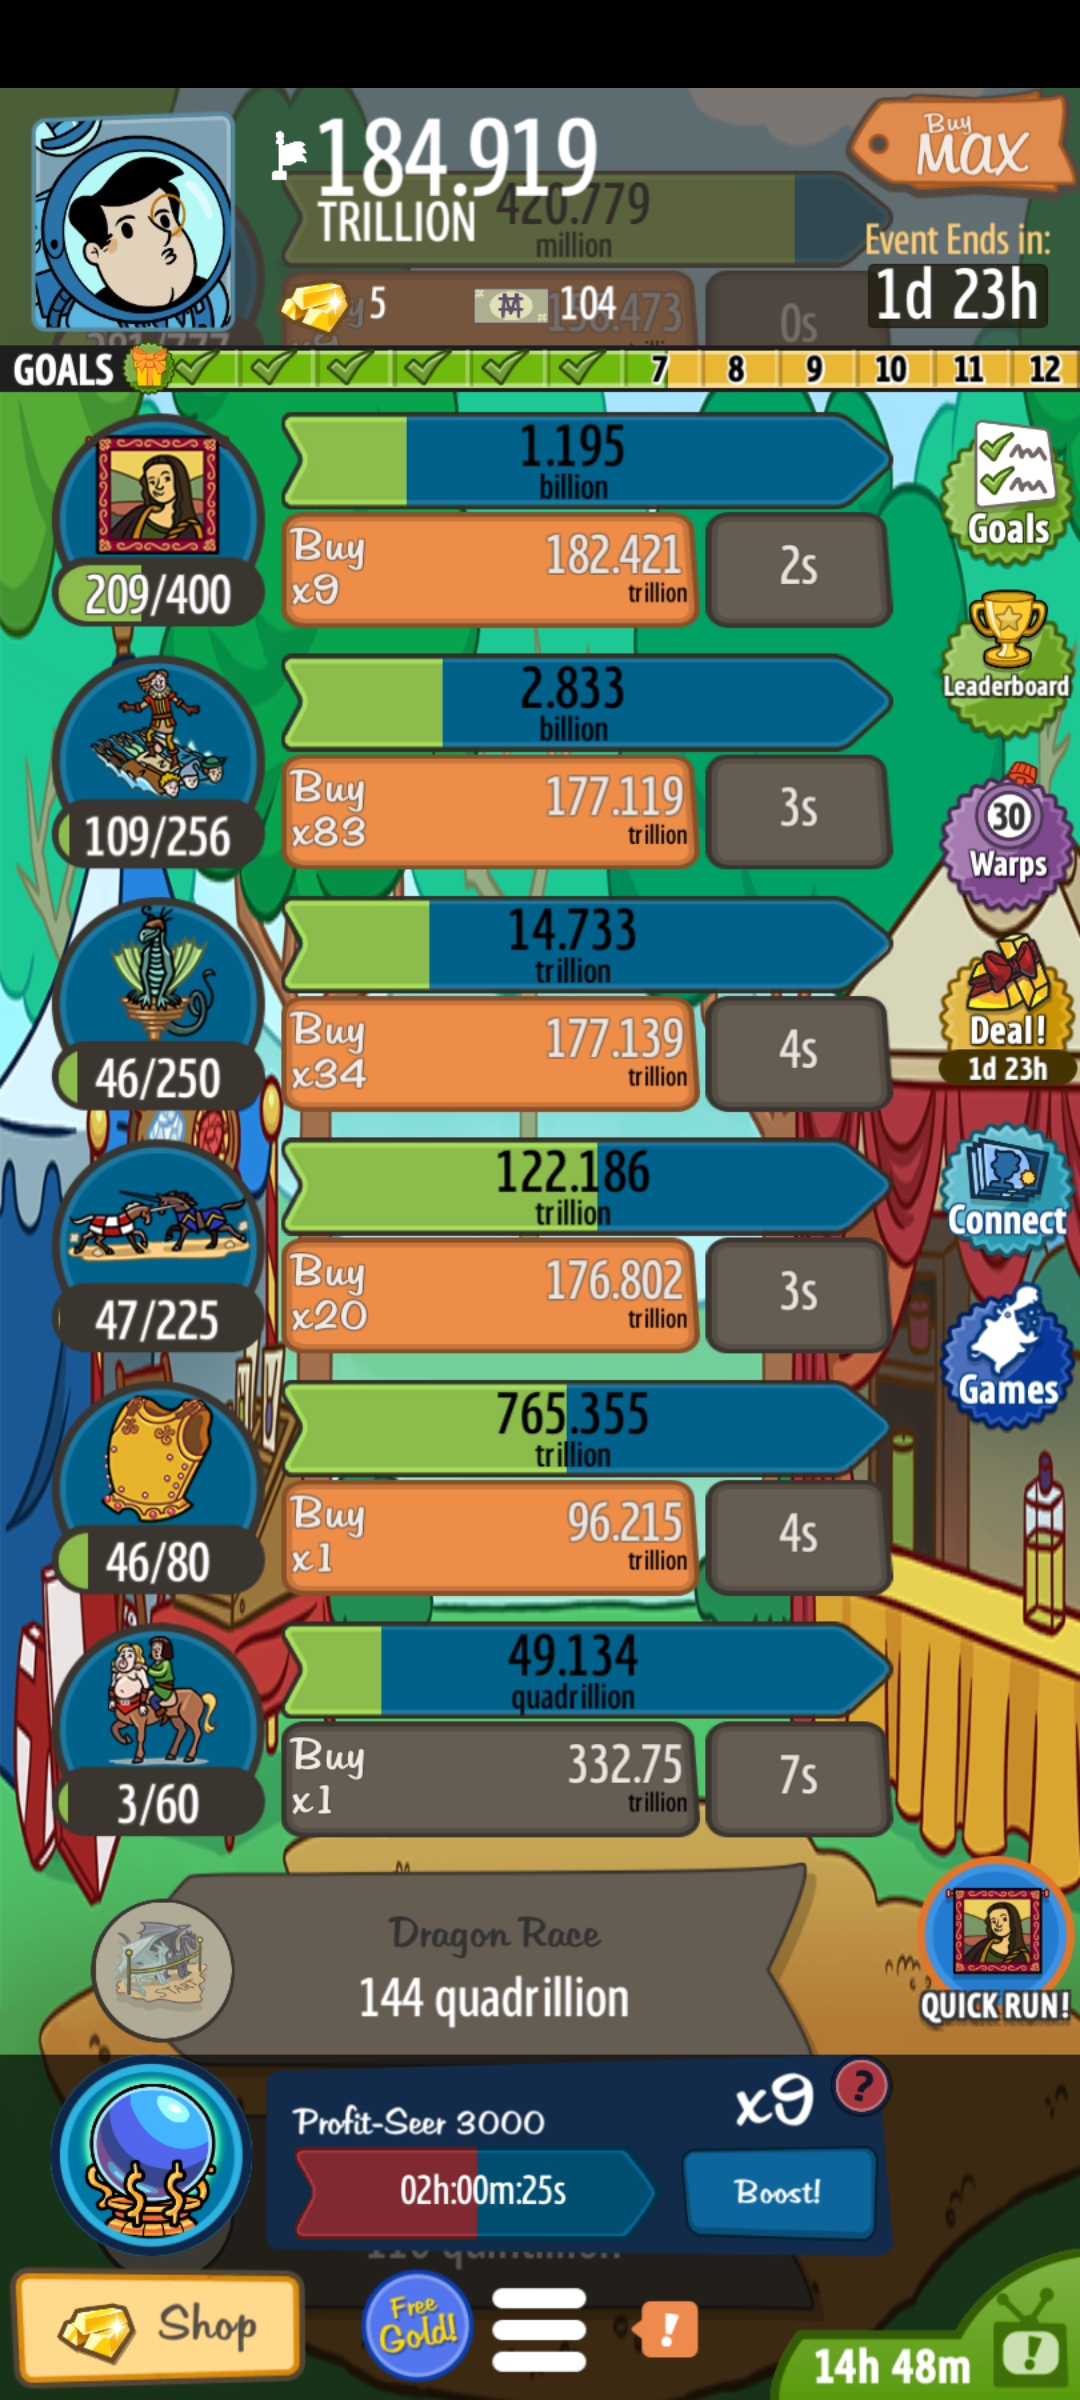 184.919
TRILLION
420.779
million
Buy
MAX
Event Ends in:
1d 23h
5
104
0s
GOALS
7 8 9 10 11 12
1.195
billion
Buy
x9
182.421
trillion
2s
209/400
Goals
Leaderboard
2.833
billion
Buy
x83
177.119
trillion
3s
109/256
30
Warps
14.733
trillion
Buy
x34
177.139
trillion
4s
46/250
Deal!
1d 23h
122.186
trillion
Buy
x20
176.802
trillion
3s
47/225
Connect
Games
765.355
trillion
Buy
x1
96.215
trillion
4s
46/80
49.134
quadrillion
Buy
x1
332.75
trillion
7s
3/60
Dragon Race
144 quadrillion
START
QUICK RUN!
Profit-Seer 3000
x9
?
02h:00m:25s
Boost!
Shop
Free
Gold!
!
14h 48m
!